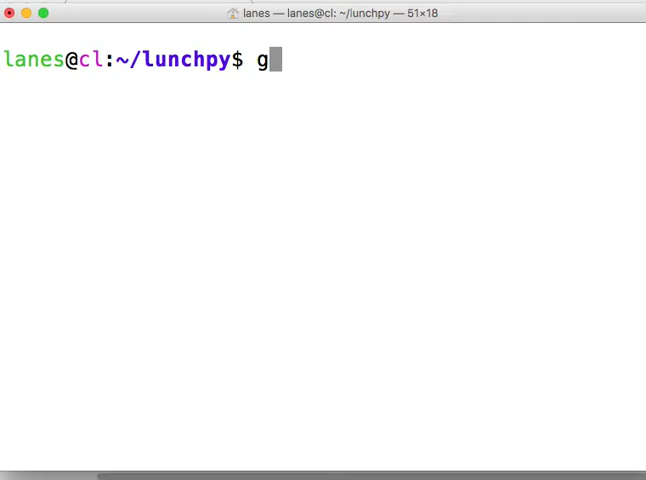 lanes — lanes@cl: ~/lunchpy — 51×18
lanes@cl:~/lunchpy$ g